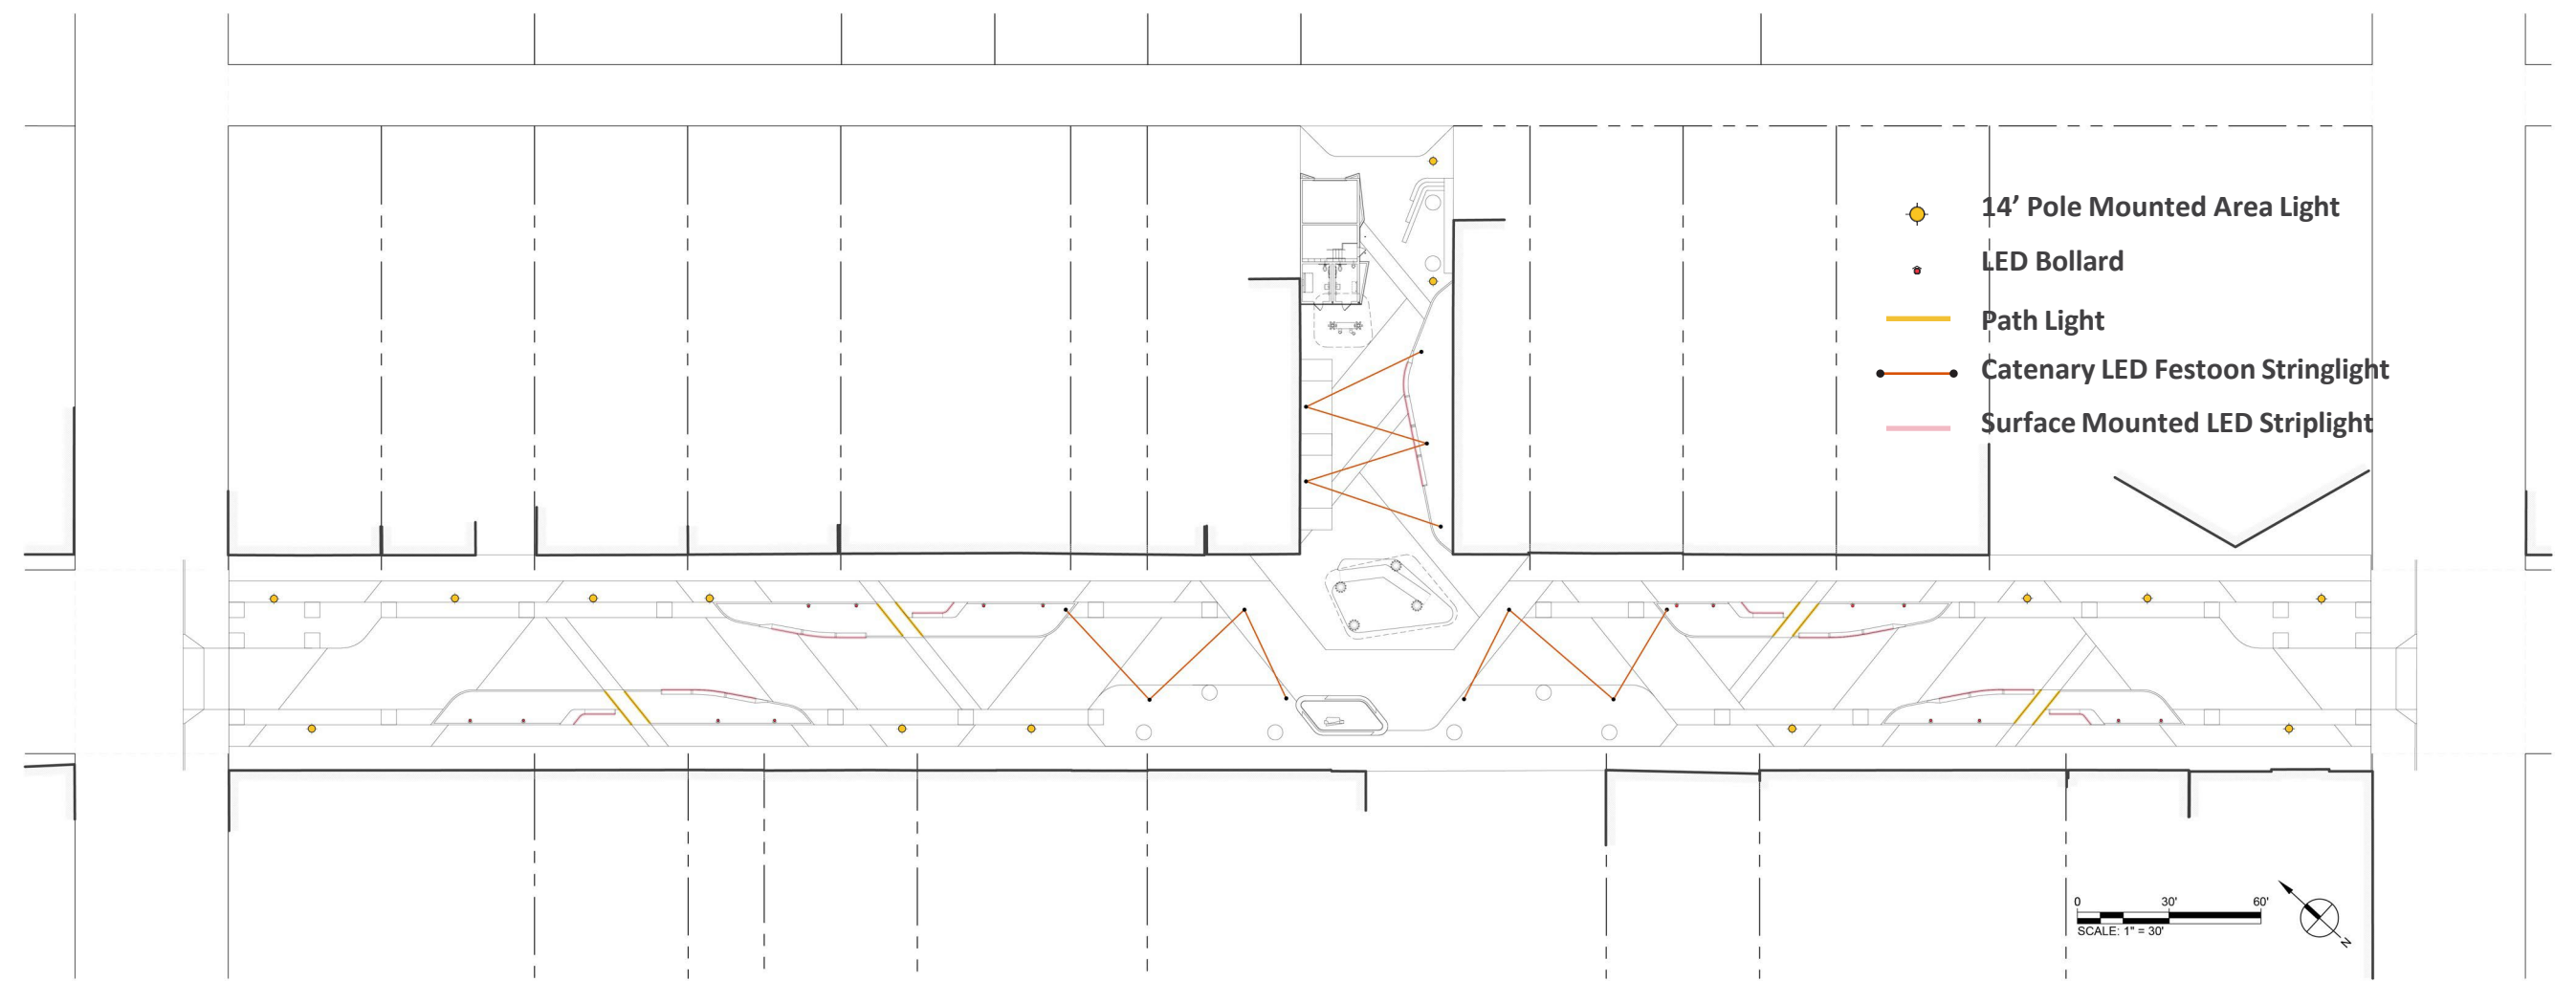 14’ Pole Mounted Area Light
LED Bollard
Path Light
Catenary LED Festoon Stringlight
Surface Mounted LED Striplight
0 30' 60'
SCALE: 1" = 30'
N